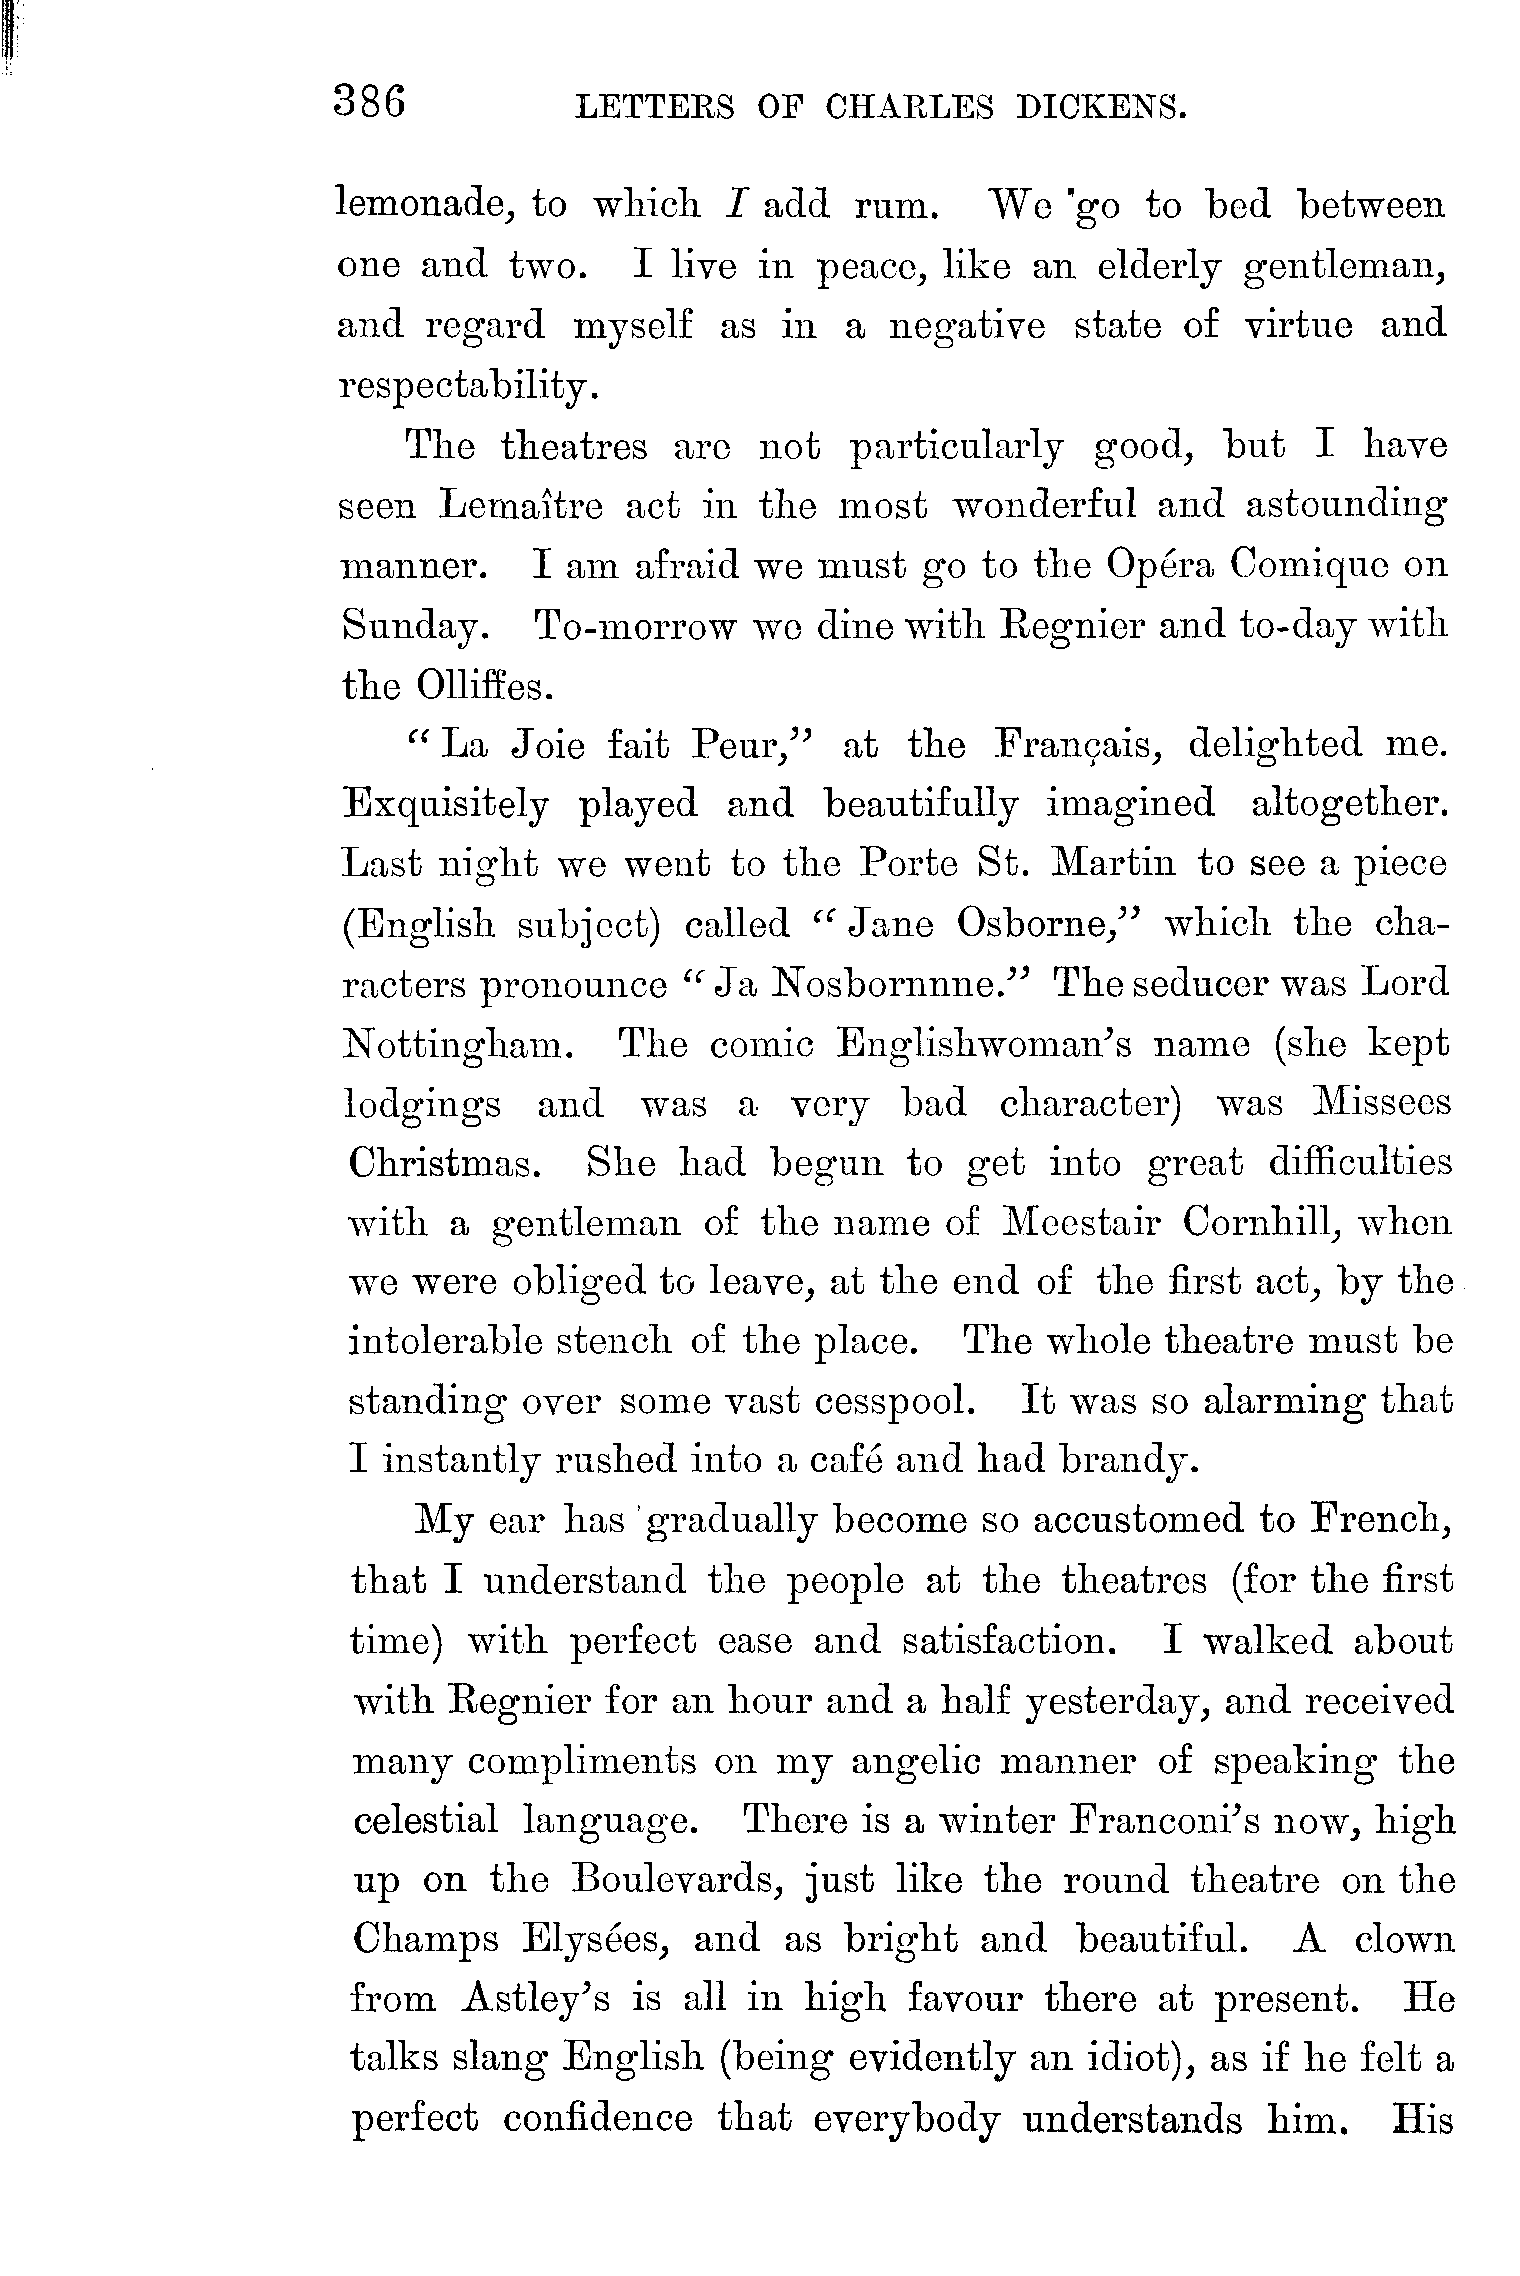 386 LETTERS OF CHARLES DICKENS.
lemonade, to which I add rum. We go to bed between
one and two. I live in peace, like an elderly gentleman,
and regard myself as in a negative state of virtue and
respectability.
The theatres are not particularly good, but I have
seen Lemaître act in the most wonderful and astounding
manner. I am afraid we must go to the Opéra Comique on
Sunday. To-morrow we dine with Regnier and to-day with
the Olliffes.
“La Joie fait Peur,” at the Français, delighted me.
Exquisitely played and beautifully imagined altogether.
Last night we went to the Porte St. Martin to see a piece
(English subject) called “Jane Osborne,” which the cha-
racters pronounce “Ja Nosbornnne.” The seducer was Lord
Nottingham. The comic Englishwoman’s name (she kept
lodgings and was a very bad character) was Missees
Christmas. She had begun to get into great difficulties
with a gentleman of the name of Meestair Cornhill, when
we were obliged to leave, at the end of the first act, by the
intolerable stench of the place. The whole theatre must be
standing over some vast cesspool. It was so alarming that
I instantly rushed into a café and had brandy.
My ear has gradually become so accustomed to French,
that I understand the people at the theatres (for the first
time) with perfect ease and satisfaction. I walked about
with Regnier for an hour and a half yesterday, and received
many compliments on my angelic manner of speaking the
celestial language. There is a winter Franconi’s now, high
up on the Boulevards, just like the round theatre on the
Champs Elysées, and as bright and beautiful. A clown
from Astley’s is all in high favour there at present. He
talks slang English (being evidently an idiot), as if he felt a
perfect confidence that everybody understands him. His